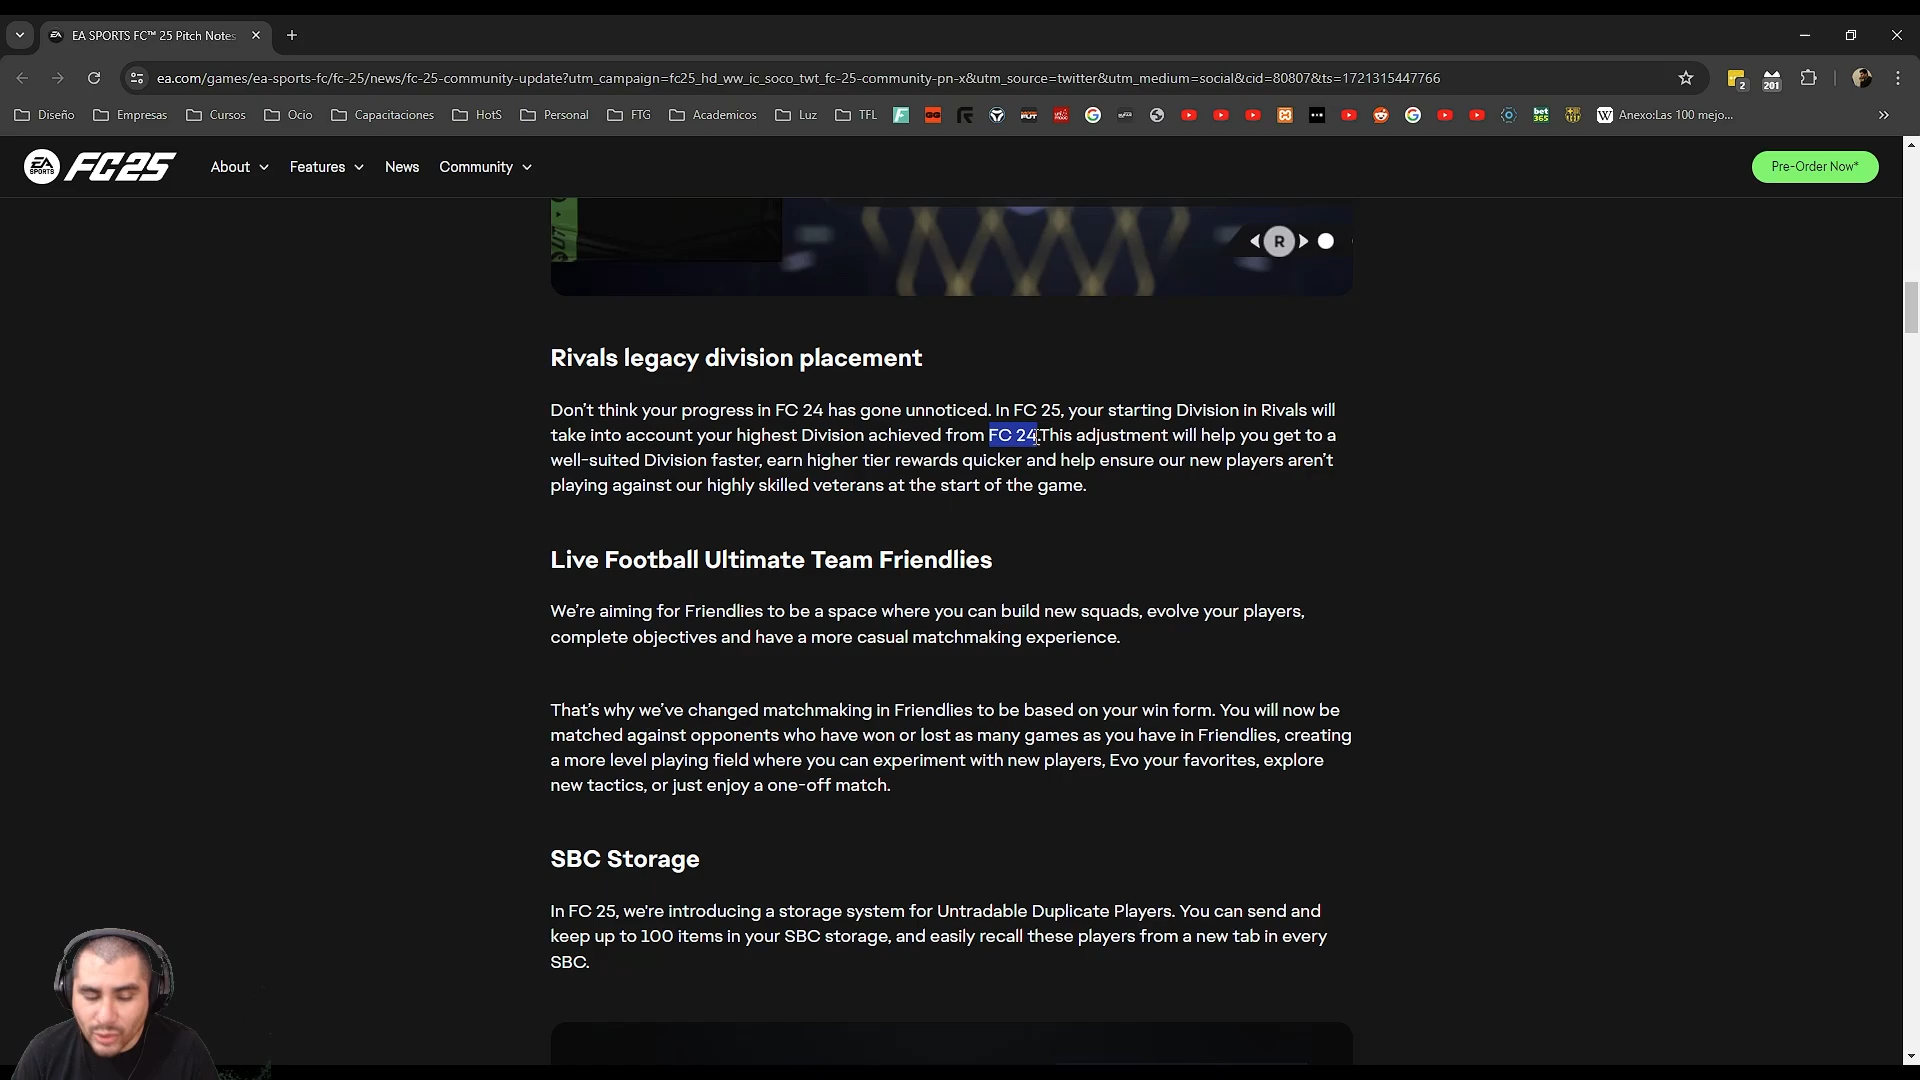 EA SPORTS FC™ 25 Pitch Notes
ea.com/games/ea-sports-fc/fc-25/news/fc-25-community-update?utm_campaign=fc25_hd_ww_ic_soco_twt_fc-25-community-pn-x&utm_source=twitter&utm_medium=social&cid=80807&ts=1721315447766
2
201
Diseño Empresas Cursos Ocio Capacitaciones HotS Personal FTG Academicos Luz TFL bet365 Anexo:Las 100 mejo...
EA SPORTS FC25 About Features News Community Pre-Order Now*
R
Rivals legacy division placement
Don’t think your progress in FC 24 has gone unnoticed. In FC 25, your starting Division in Rivals will
take into account your highest Division achieved from FC 24.This adjustment will help you get to a
well-suited Division faster, earn higher tier rewards quicker and help ensure our new players aren’t
playing against our highly skilled veterans at the start of the game.
Live Football Ultimate Team Friendlies
We’re aiming for Friendlies to be a space where you can build new squads, evolve your players,
complete objectives and have a more casual matchmaking experience.
That’s why we’ve changed matchmaking in Friendlies to be based on your win form. You will now be
matched against opponents who have won or lost as many games as you have in Friendlies, creating
a more level playing field where you can experiment with new players, Evo your favorites, explore
new tactics, or just enjoy a one-off match.
SBC Storage
In FC 25, we're introducing a storage system for Untradable Duplicate Players. You can send and
keep up to 100 items in your SBC storage, and easily recall these players from a new tab in every
SBC.